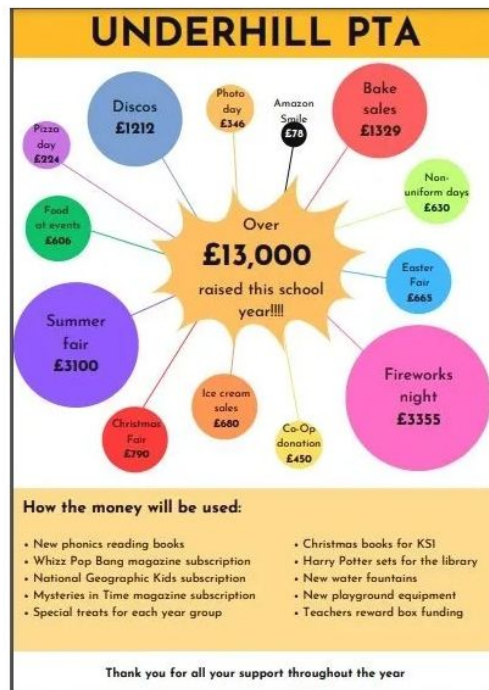 UNDERHILL PTA
Discos
£1212
Photo
day
£346
Amazon
Smile
£78
Bake
sales
£1329
Pizza
day
£224
Non-
uniform days
£630
Food
at events
£606
Over
£13,000
raised this school
year!!!!
Easter
Fair
£665
Summer
fair
£3100
Fireworks
night
£3355
Ice cream
sales
£680
Christmas
Fair
£790
Co-Op
donation
£450
How the money will be used:
• New phonics reading books
• Whizz Pop Bang magazine subscription
• National Geographic Kids subscription
• Mysteries in Time magazine subscription
• Special treats for each year group
• Christmas books for KS1
• Harry Potter sets for the library
• New water fountains
• New playground equipment
• Teachers reward box funding
Thank you for all your support throughout the year